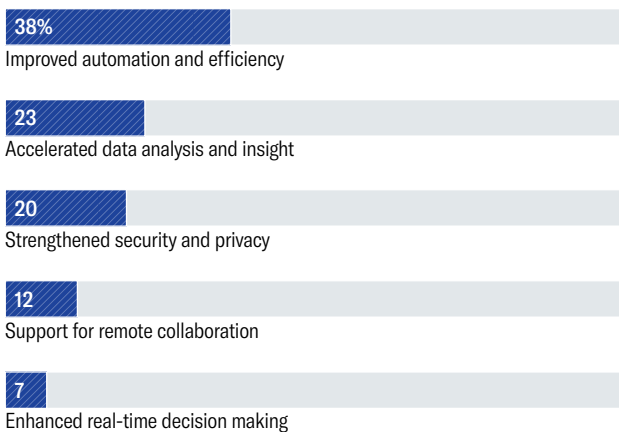 38%
Improved automation and efficiency
23
Accelerated data analysis and insight
20
Strengthened security and privacy
12
Support for remote collaboration
7
Enhanced real-time decision making